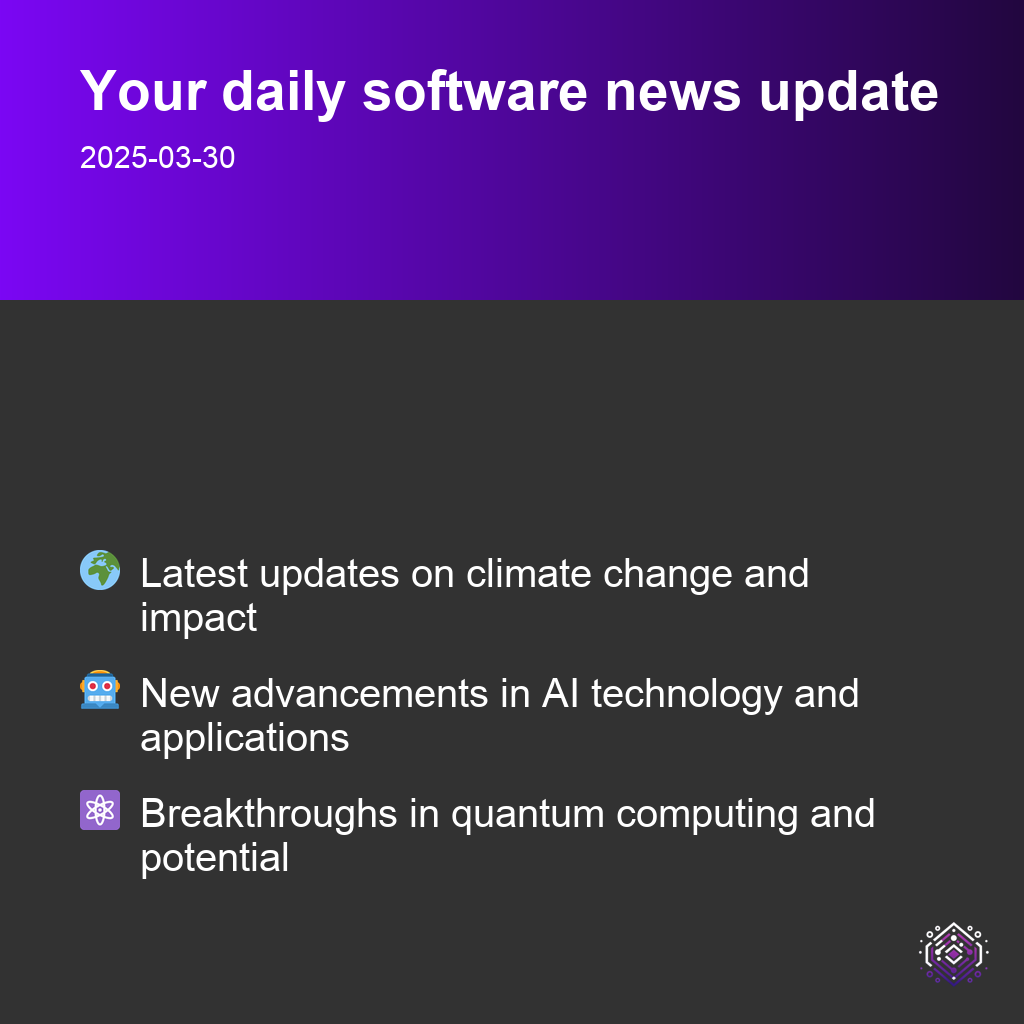 Your daily software news update
2025-03-30
Latest updates on climate change and
impact
New advancements in AI technology and
applications
Breakthroughs in quantum computing and
potential